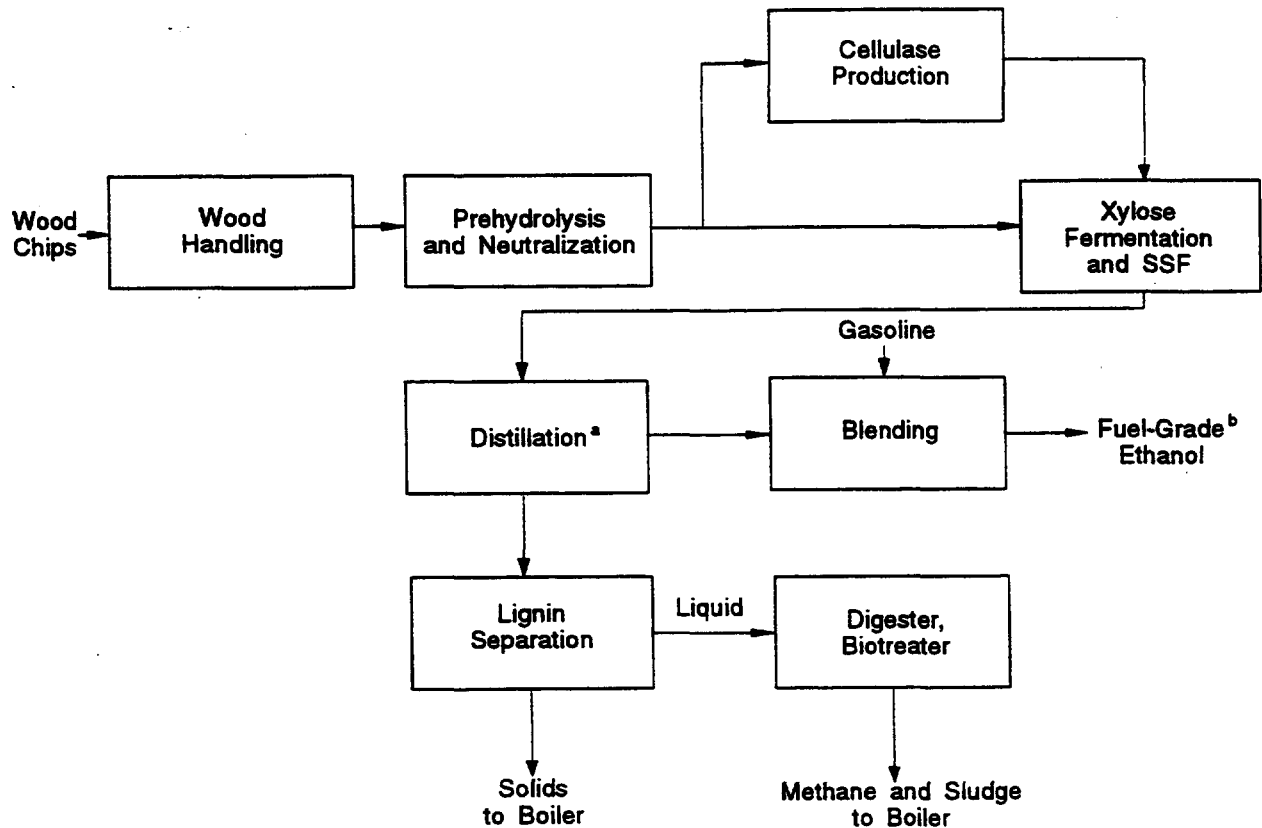 Cellulase
Production
Wood
Chips
Wood
Handling
Prehydrolysis
and Neutralization
Xylose
Fermentation
and SSF
Gasoline
Distillation a
Blending
Fuel-Grade b
Ethanol
Lignin
Separation
Liquid
Digester,
Biotreater
Solids
to Boiler
Methane and Sludge
to Boiler